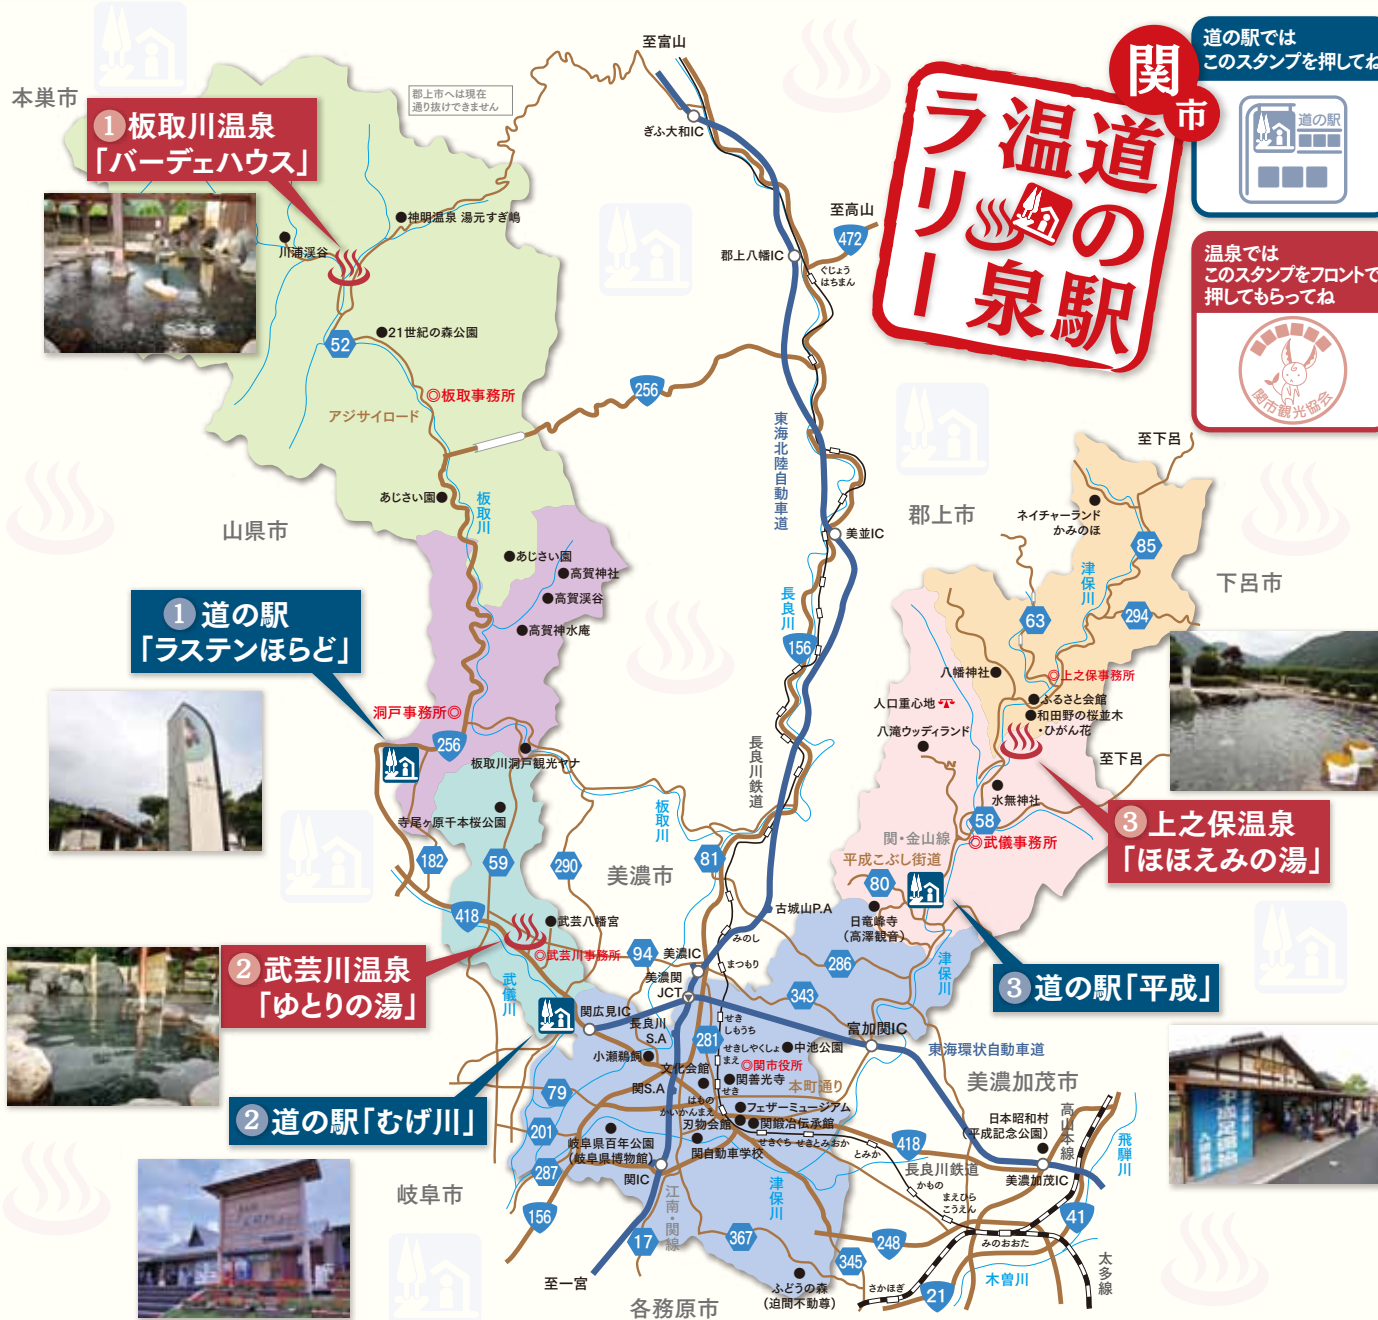 至富山
本巣市
郡上市へは現在
通り抜けできません
関
市
道の駅
温泉
ラリー
道の駅では
このスタンプを押してね
道の駅
温泉では
このスタンプをフロントで
押してもらってね
関市観光協会
1 板取川温泉
「バーデェハウス」
ぎふ大和IC
神明温泉 湯元すぎ嶋
川浦渓谷
至高山
472
郡上八幡IC
ぐじょう
はちまん
21世紀の森公園
52
◎板取事務所
アジサイロード
256
東海北陸自動車道
至下呂
あじさい園
板取川
山県市
郡上市
ネイチャーランド
かみのほ
美並IC
85
津保川
下呂市
あじさい園
高賀神社
高賀渓谷
高賀神水庵
長良川
156
63
294
1 道の駅
「ラステンほらど」
八幡神社
◎上之保事務所
人口重心地
ふるさと会館
和田野の桜並木
・ひがん花
八滝ウッディランド
洞戸事務所◎
256
板取川洞戸観光ヤナ
長良川鉄道
至下呂
水無神社
寺尾ヶ原千本桜公園
板取川
58
3 上之保温泉
「ほほえみの湯」
関・金山線
◎武儀事務所
平成こぶし街道
182
59
290
美濃市
81
80
418
武芸八幡宮
古城山P.A
日竜峰寺
(高澤観音)
みのし
◎武芸川事務所
94
美濃IC
まつもり
286
津保川
2 武芸川温泉
「ゆとりの湯」
武儀川
美濃関
JCT
343
3 道の駅「平成」
関広見IC
長良川
S.A
せき
しもうち
281
富加関IC
せきしやくしょ
まえ
中池公園
東海環状自動車道
小瀬鵜飼
◎関市役所
文化会館
関善光寺
せき
本町通り
美濃加茂市
79
関S.A
はもの
かいかんまえ
フェザーミュージアム
刃物会館
関鍛冶伝承館
日本昭和村
(平成記念公園)
高山本線
2 道の駅「むげ川」
201
岐阜県百年公園
(岐阜県博物館)
関自動車学校
せきぐち
せきとみおか
とみか
418
飛騨川
287
関IC
長良川鉄道
かもの
美濃加茂IC
まえひら
こうえん
岐阜市
156
江南・関線
津保川
41
17
367
248
みのおおた
345
至一宮
ふどうの森
(迫間不動尊)
さかほぎ
21
木曽川
太多線
各務原市